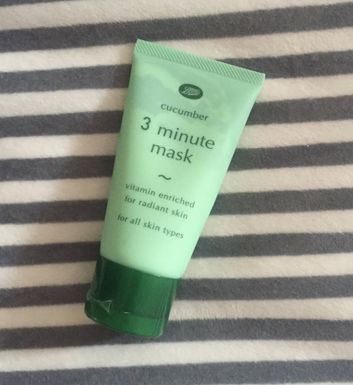 Boots
cucumber
3 minute
mask
~
vitamin enriched
for radiant skin
for all skin types